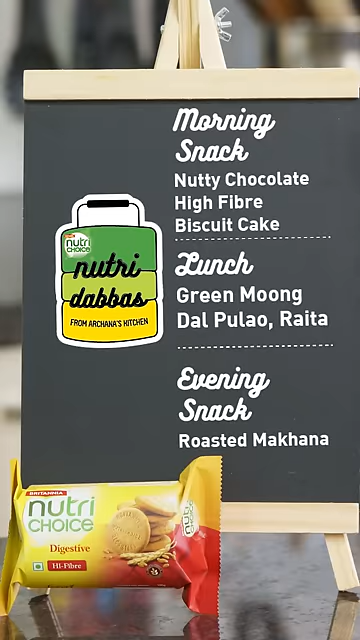 Morning
Snack
Nutty Chocolate
High Fibre
Biscuit Cake
nutri
CHOICE
nutri
dabbas
FROM ARCHANA'S KITCHEN
Lunch
Green Moong
Dal Pulao, Raita
Evening
Snack
Roasted Makhana
BRITANNIA
nutri
CHOICE
Digestive
Hi-Fibre